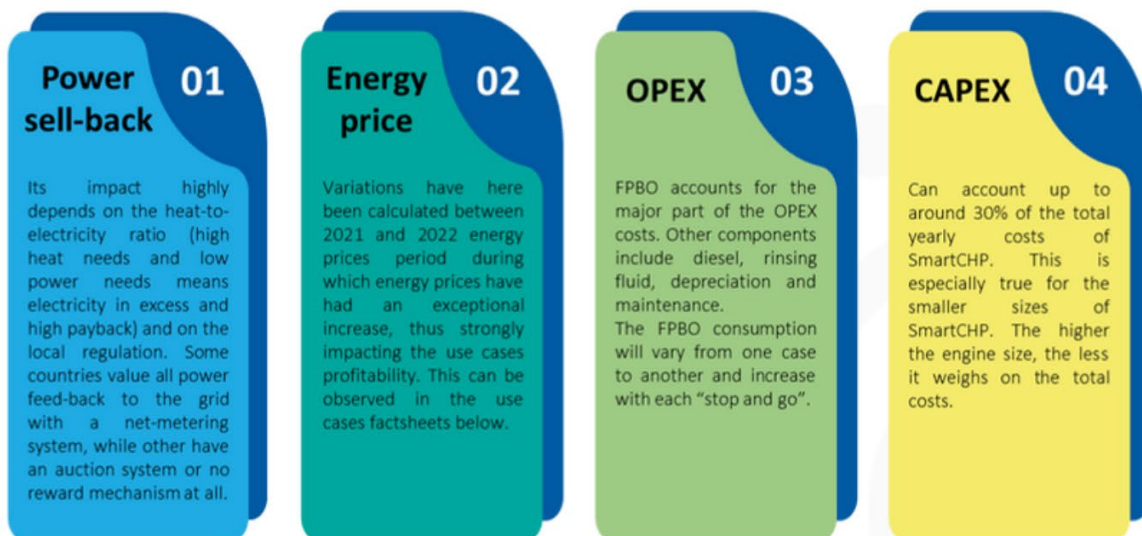 Power
sell-back
01
Its impact highly
depends on the heat-to-
electricity ratio (high
heat needs and low
power needs means
electricity in excess and
high payback) and on the
local regulation. Some
countries value all power
feed-back to the grid
with a net-metering
system, while other have
an auction system or no
reward mechanism at all.
Energy
price
02
Variations have here
been calculated between
2021 and 2022 energy
prices period during
which energy prices have
had an exceptional
increase, thus strongly
impacting the use cases
profitability. This can be
observed in the use
cases factsheets below.
OPEX
03
FPBO accounts for the
major part of the OPEX
costs. Other components
include diesel, rinsing
fluid, depreciation and
maintenance.
The FPBO consumption
will vary from one case
to another and increase
with each “stop and go”.
CAPEX
04
Can account up to
around 30% of the total
yearly costs of
SmartCHP. This is
especially true for the
smaller sizes of
SmartCHP. The higher
the engine size, the less
it weighs on the total
costs.